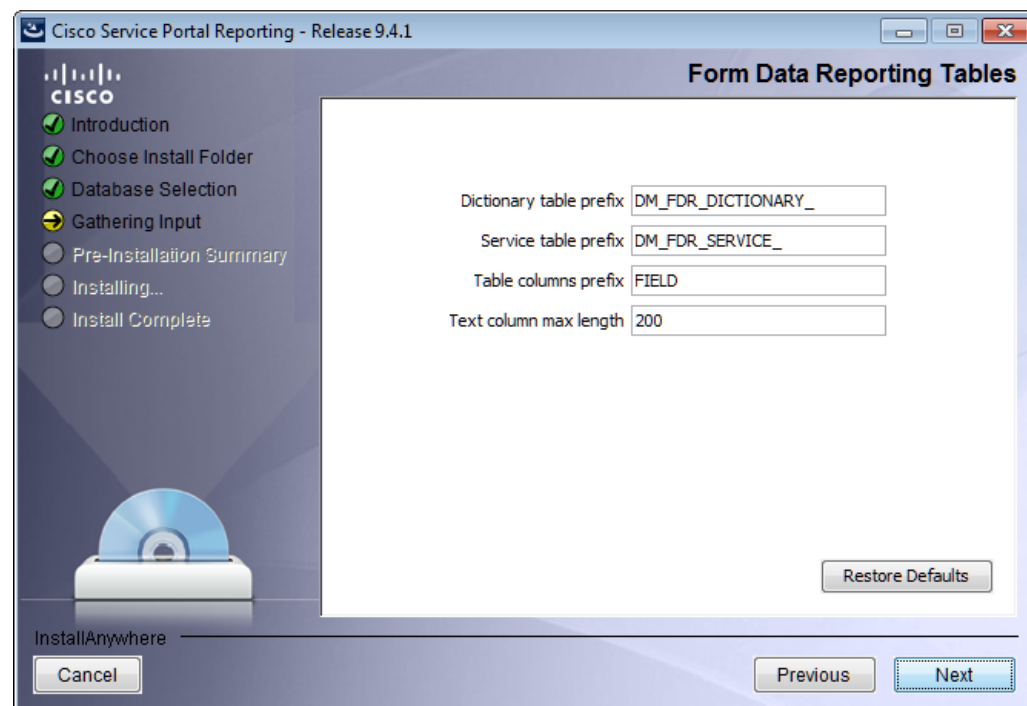 Cisco Service Portal Reporting - Release 9.4.1
CISCO
Form Data Reporting Tables
Introduction
Choose Install Folder
Database Selection
Gathering Input
Pre-Installation Summary
Installing...
Install Complete
Dictionary table prefix DM_FDR_DICTIONARY_
Service table prefix DM_FDR_SERVICE_
Table columns prefix FIELD
Text column max length 200
Restore Defaults
InstallAnywhere
Cancel Previous Next